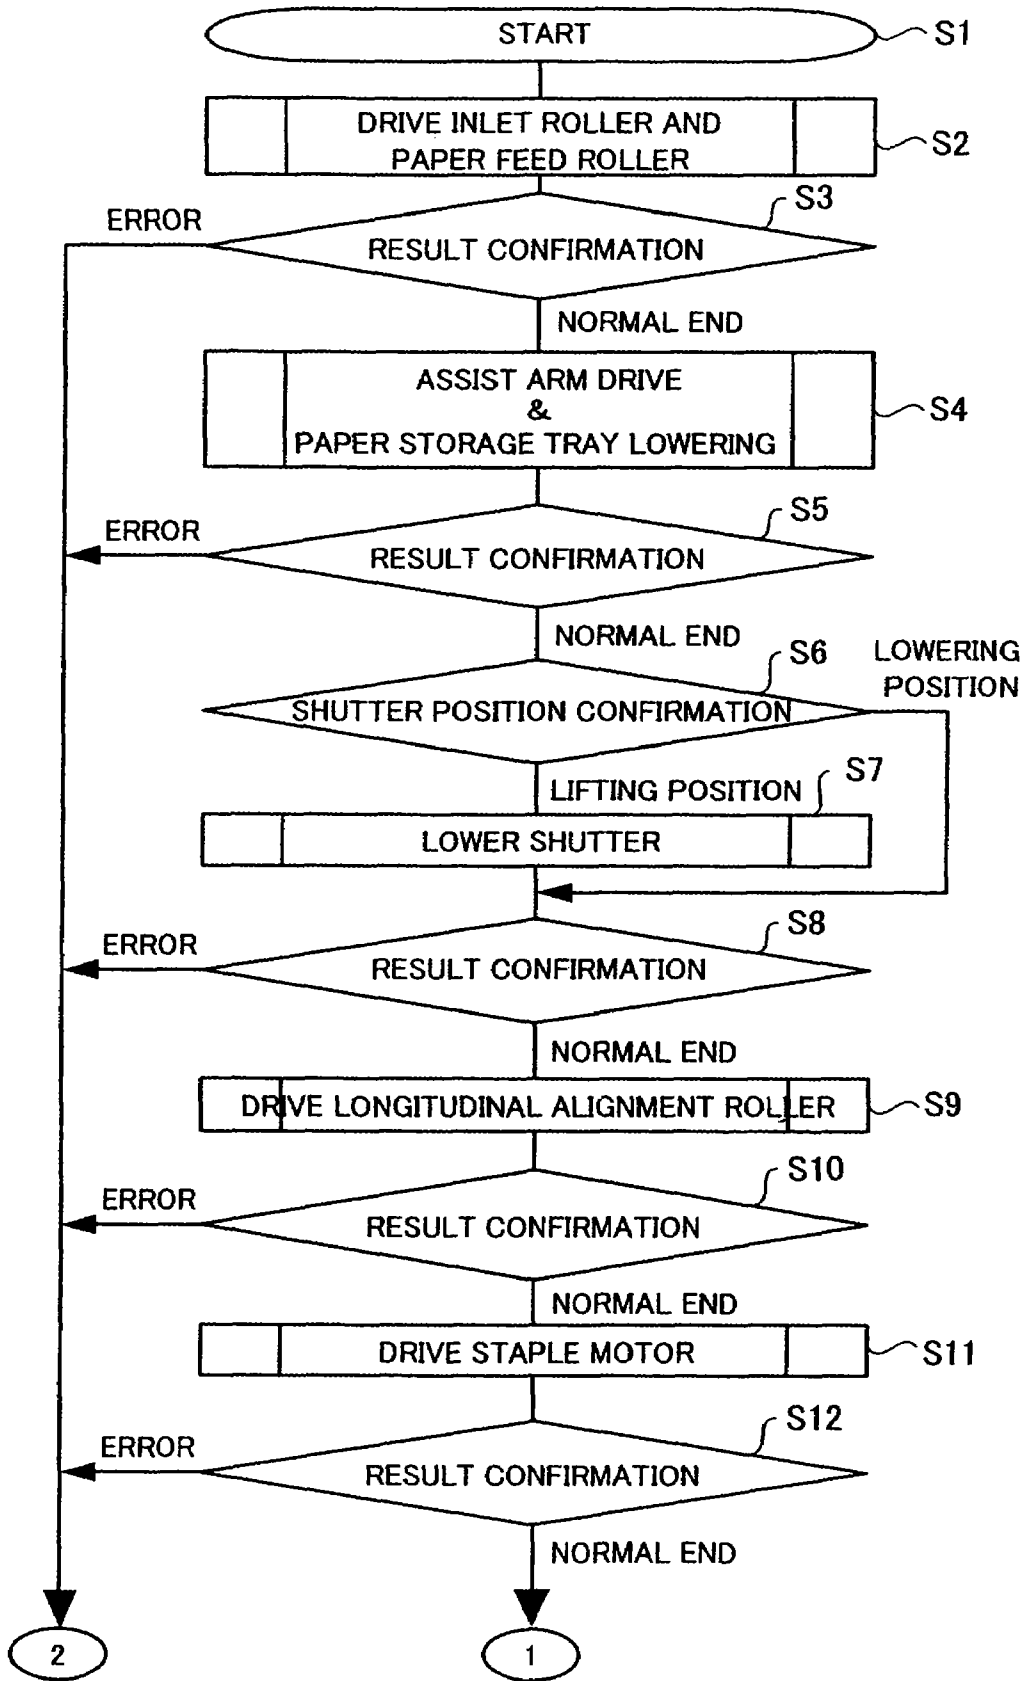 START
S1
DRIVE INLET ROLLER AND
PAPER FEED ROLLER
S2
S3
ERROR
RESULT CONFIRMATION
NORMAL END
ASSIST ARM DRIVE
&
PAPER STORAGE TRAY LOWERING
S4
S5
ERROR
RESULT CONFIRMATION
NORMAL END
S6
LOWERING
POSITION
SHUTTER POSITION CONFIRMATION
S7
LIFTING POSITION
LOWER SHUTTER
S8
ERROR
RESULT CONFIRMATION
NORMAL END
DRIVE LONGITUDINAL ALIGNMENT ROLLER
S9
S10
ERROR
RESULT CONFIRMATION
NORMAL END
DRIVE STAPLE MOTOR
S11
S12
ERROR
RESULT CONFIRMATION
NORMAL END
2
1